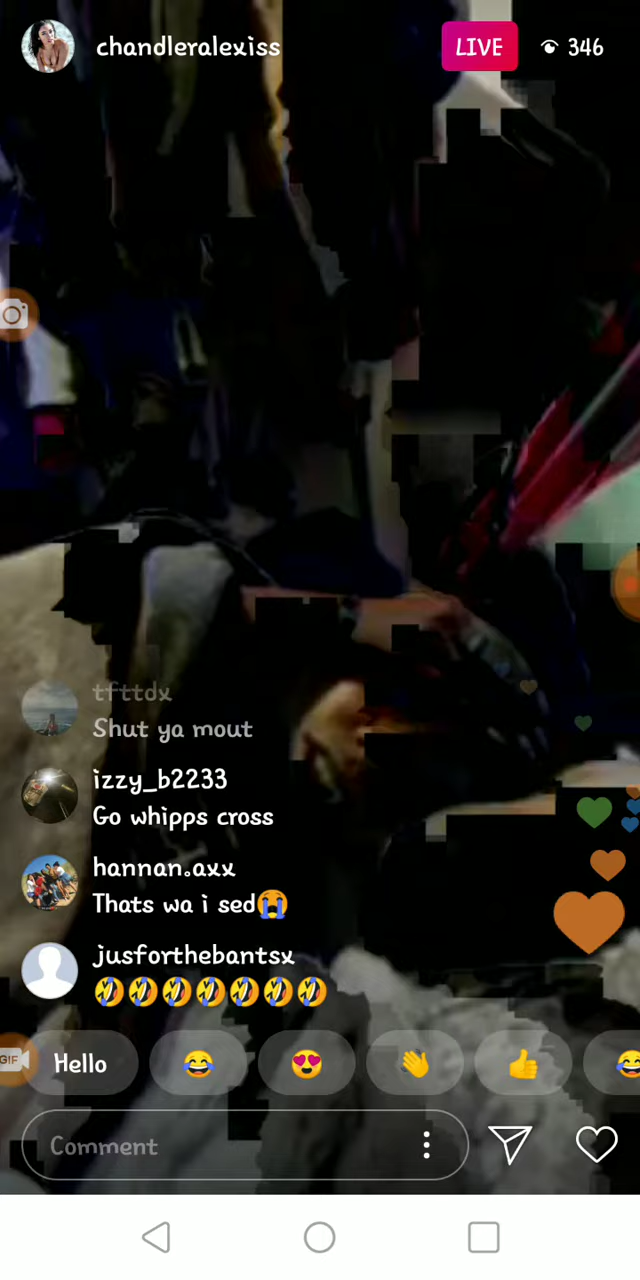 chandleralexiss LIVE 346
tfttdx
Shut ya mout
izzy_b2233
Go whipps cross
hannan.axx
Thats wa i sed😭
jusforthebantsx
🤣🤣🤣🤣🤣🤣🤣
GIF Hello 😂 😍 👏 👍 😂
Comment